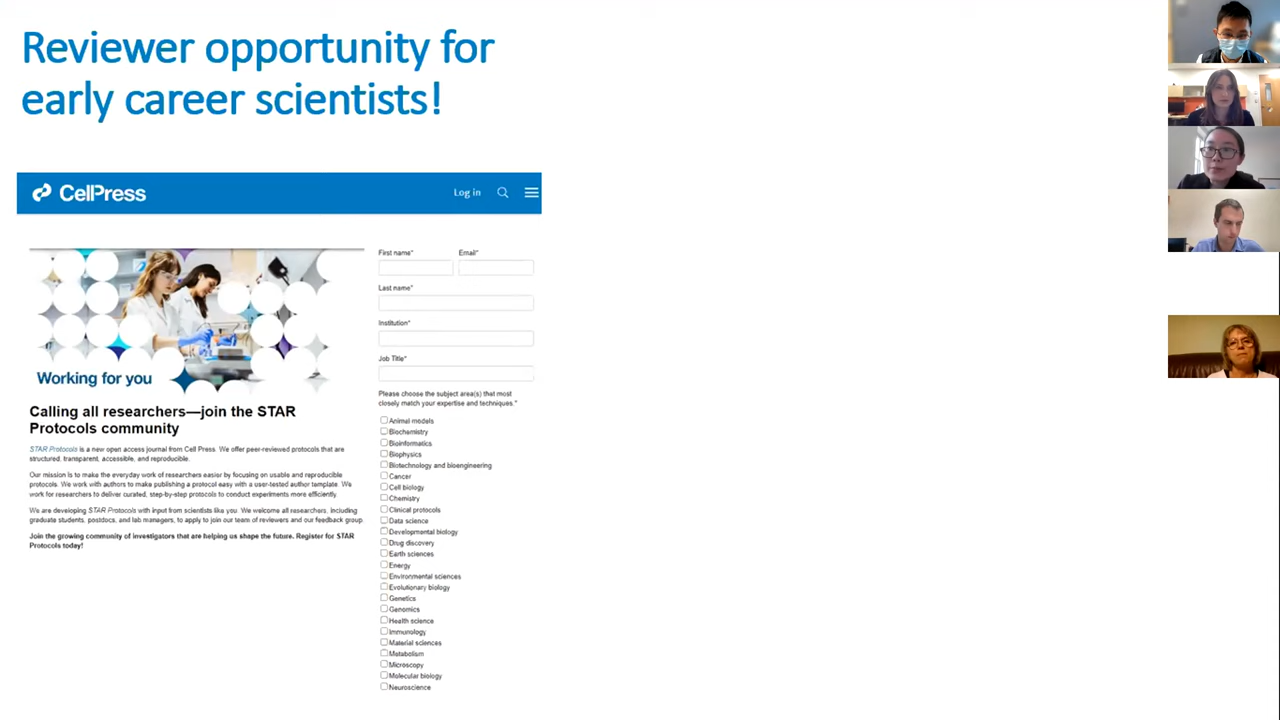 Reviewer opportunity for
early career scientists!
CellPress
Log in
Working for you
Calling all researchers—join the STAR
Protocols community
STAR Protocols is a new open access journal from Cell Press. We offer peer-reviewed protocols that are
structured, transparent, accessible, and reproducible.
Our mission is to make the everyday work of researchers easier by focusing on usable and reproducible
protocols. We work with authors to make publishing a protocol easy with a user-tested author template. We
work for researchers to deliver curated, step-by-step protocols to conduct experiments more efficiently.
We are developing STAR Protocols with input from scientists like you. We welcome all researchers, including
graduate students, postdocs, and lab managers, to apply to join our team of reviewers and our feedback group.
Join the growing community of investigators that are helping us shape the future. Register for STAR
Protocols today!
First name*
Email*
Last name*
Institution*
Job Title*
Please choose the subject area(s) that most
closely match your expertise and techniques.*
Animal models
Biochemistry
Bioinformatics
Biophysics
Biotechnology and bioengineering
Cancer
Cell biology
Chemistry
Clinical protocols
Data science
Developmental biology
Drug discovery
Earth sciences
Energy
Environmental sciences
Evolutionary biology
Genetics
Genomics
Health science
Immunology
Material sciences
Metabolism
Microscopy
Molecular biology
Neuroscience